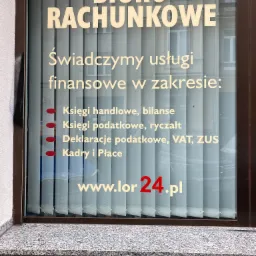 BIURO
RACHUNKOWE
Świadczymy usługi
finansowe w zakresie:
Księgi handlowe, bilanse
Księgi podatkowe, ryczałt
Deklaracje podatkowe, VAT, ZUS
Kadry i Płace
www.lor24.pl